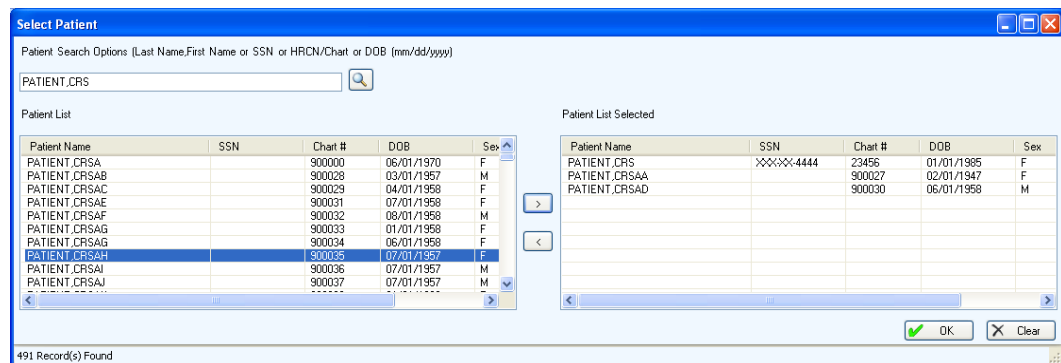 Select Patient
Patient Search Options (Last Name,First Name or SSN or HRCN/Chart or DOB (mm/dd/yyyy)
PATIENT,CRS
Patient List
Patient Name SSN Chart # DOB Sex
PATIENT,CRSA 900000 06/01/1970 F
PATIENT,CRSAB 900028 03/01/1957 M
PATIENT,CRSAC 900029 04/01/1958 F
PATIENT,CRSAE 900031 07/01/1958 F
PATIENT,CRSAF 900032 08/01/1958 M
PATIENT,CRSAG 900033 01/01/1958 F
PATIENT,CRSAG 900034 06/01/1958 F
PATIENT,CRSAH 900035 07/01/1957 F
PATIENT,CRSAI 900036 07/01/1957 M
PATIENT,CRSAJ 900037 07/01/1957 M
>
<
Patient List Selected
Patient Name SSN Chart # DOB Sex
PATIENT,CRS XXX-XX-4444 23456 01/01/1985 F
PATIENT,CRSAA 900027 02/01/1947 F
PATIENT,CRSAD 900030 06/01/1958 M
OK Clear
491 Record(s) Found